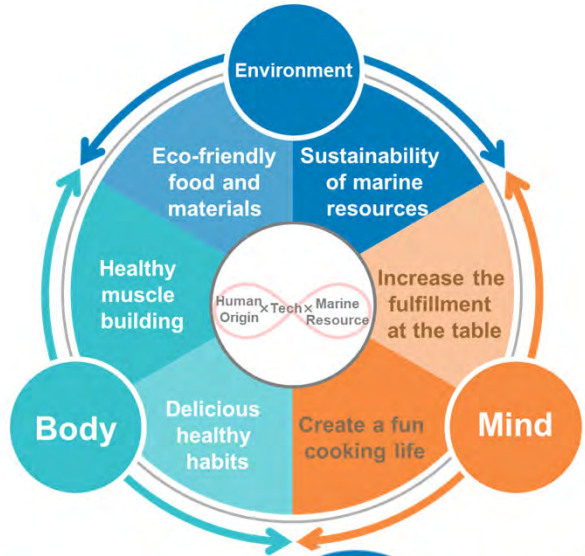 Environment
Eco-friendly
food and
materials
Sustainability
of marine
resources
Healthy
muscle
building
Human
Origin
×Tech×
Marine
Resource
Increase the
fulfillment
at the table
Body
Delicious
healthy
habits
Create a fun
cooking life
Mind